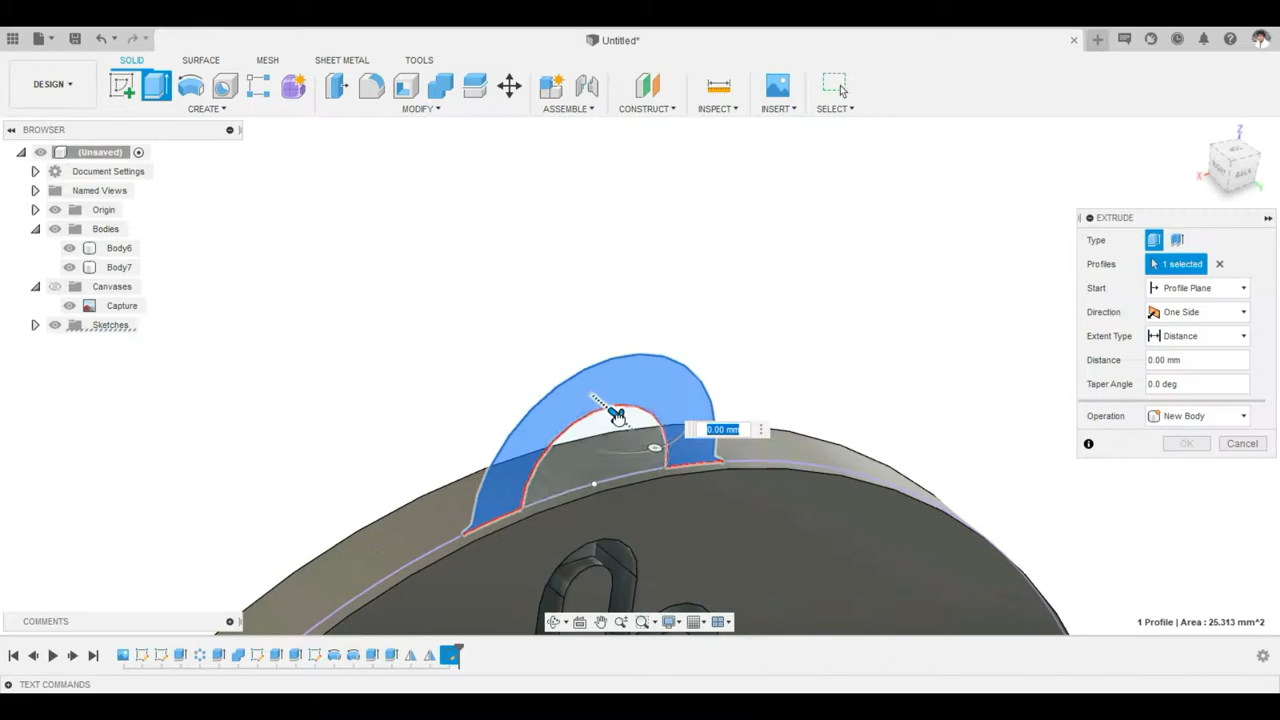 Untitled*
DESIGN
SOLID
SURFACE
MESH
SHEET METAL
TOOLS
CREATE
MODIFY
ASSEMBLE
CONSTRUCT
INSPECT
INSERT
SELECT
BROWSER
(Unsaved)
Document Settings
Named Views
Origin
Bodies
Body6
Body7
Canvases
Capture
Sketches
Z
X
Y
RIGHT
BACK
EXTRUDE
Type
Profiles
1 selected
Start
Profile Plane
Direction
One Side
Extent Type
Distance
Distance
0.00 mm
Taper Angle
0.0 deg
Operation
New Body
OK
Cancel
0.00 mm
COMMENTS
1 Profile | Area : 25.313 mm^2
TEXT COMMANDS